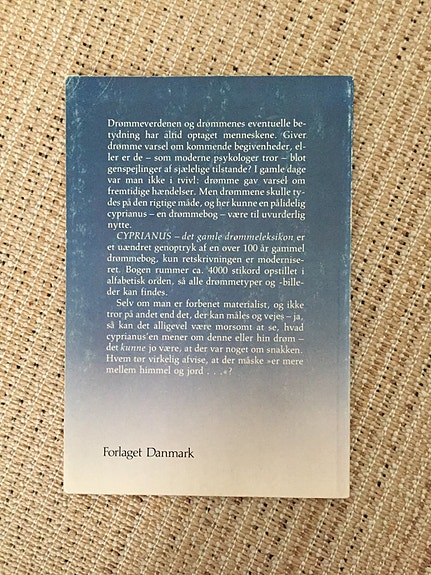 Drømmeverdenen og drømmenes eventuelle be-
tydning har altid optaget menneskene. Giver
drømme varsel om kommende begivenheder, el-
ler er de – som moderne psykologer tror – blot
genspejlinger af sjælelige tilstande? I gamle dage
var man ikke i tvivl: drømme gav varsel om
fremtidige hændelser. Men drømmene skulle ty-
des på den rigtige måde, og her kunne en pålidelig
cyprianus – en drømmebog – være til uvurderlig
nytte.
CYPRIANUS – det gamle drømmeleksikon er
et uændret genoptryk af en over 100 år gammel
drømmebog, kun retskrivningen er modernise-
ret. Bogen rummer ca. 4000 stikord opstillet i
alfabetisk orden, så alle drømmetyper og -bille-
der kan findes.
Selv om man er forbenet materialist, og ikke
tror på andet end det, der kan måles og vejes – ja,
så kan det alligevel være morsomt at se, hvad
cyprianus'en mener om denne eller hin drøm –
det kunne jo være, at der var noget om snakken.
Hvem tør virkelig afvise, at der måske »er mere
mellem himmel og jord . . .«?
Forlaget Danmark